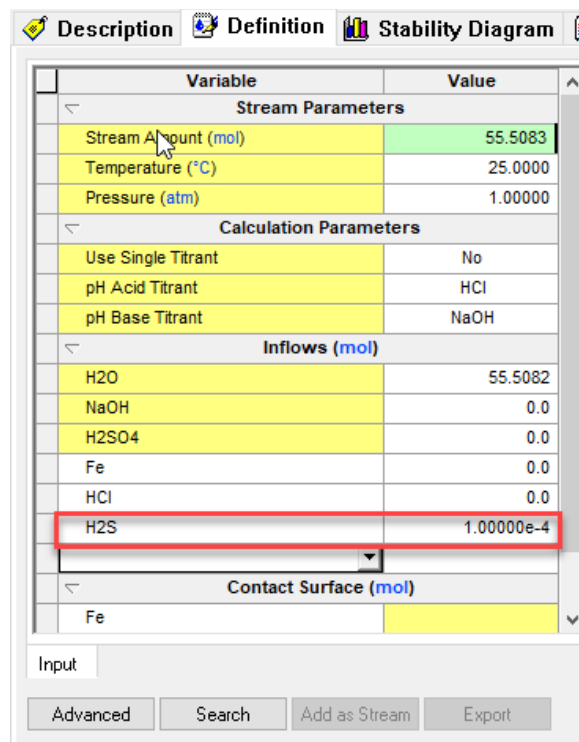 Description Definition Stability Diagram
Variable Value
Stream Parameters
Stream Amount (mol) 55.5083
Temperature (°C) 25.0000
Pressure (atm) 1.00000
Calculation Parameters
Use Single Titrant No
pH Acid Titrant HCl
pH Base Titrant NaOH
Inflows (mol)
H2O 55.5082
NaOH 0.0
H2SO4 0.0
Fe 0.0
HCl 0.0
H2S 1.00000e-4
Contact Surface (mol)
Fe
Input
Advanced Search Add as Stream Export